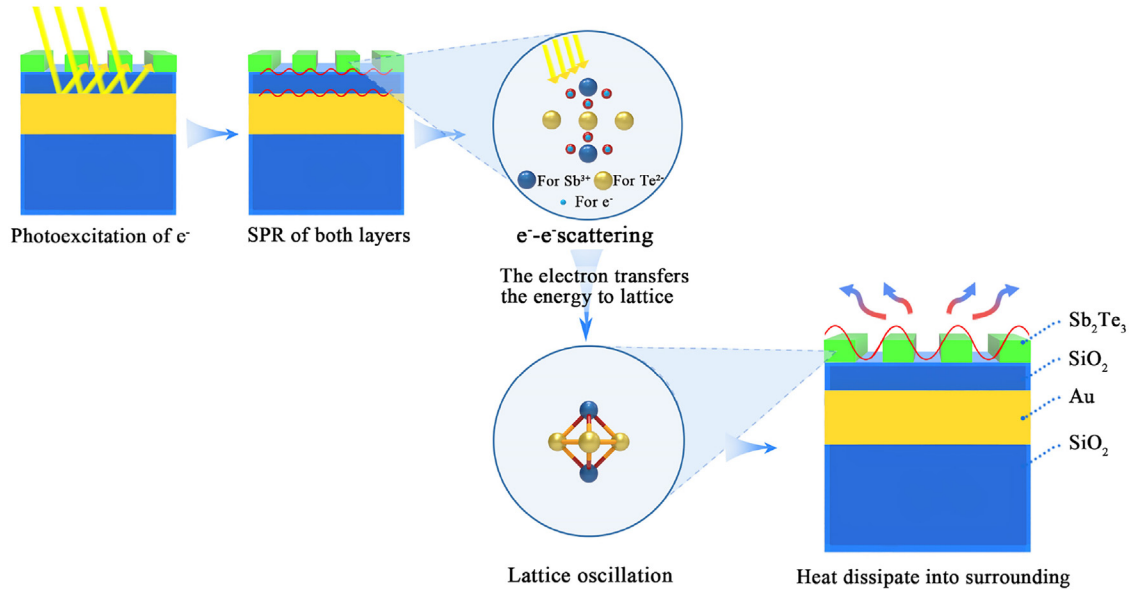 Photoexcitation of e⁻
SPR of both layers
For Sb³⁺ For Te²⁻
For e⁻
e⁻-e⁻scattering
The electron transfers
the energy to lattice
Sb₂Te₃
SiO₂
Au
SiO₂
Lattice oscillation
Heat dissipate into surrounding